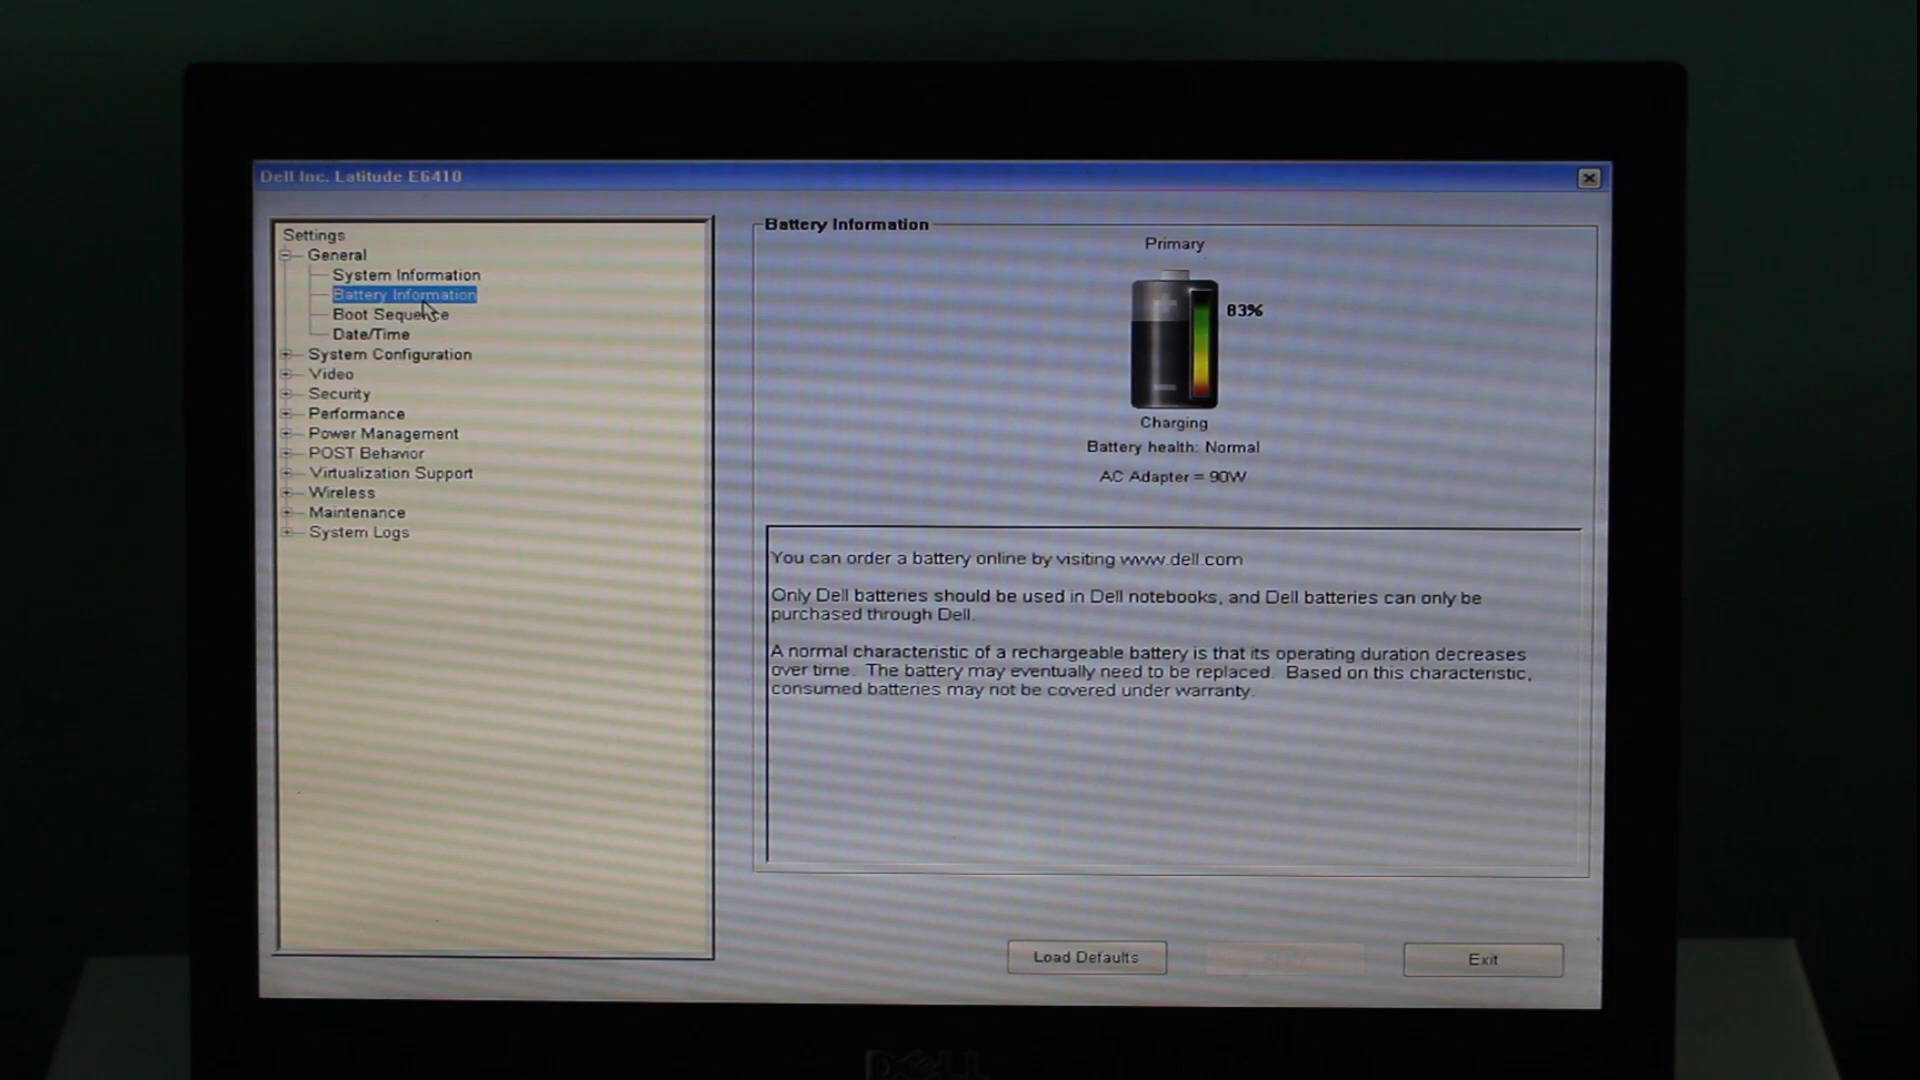 Dell Inc. Latitude E6410
Settings
General
System Information
Battery Information
Boot Sequence
Date/Time
System Configuration
Video
Security
Performance
Power Management
POST Behavior
Virtualization Support
Wireless
Maintenance
System Logs
Battery Information
Primary
83%
Charging
Battery health: Normal
AC Adapter = 90W
You can order a battery online by visiting www.dell.com
Only Dell batteries should be used in Dell notebooks, and Dell batteries can only be
purchased through Dell.
A normal characteristic of a rechargeable battery is that its operating duration decreases
over time. The battery may eventually need to be replaced. Based on this characteristic,
consumed batteries may not be covered under warranty.
Load Defaults
Exit
DELL